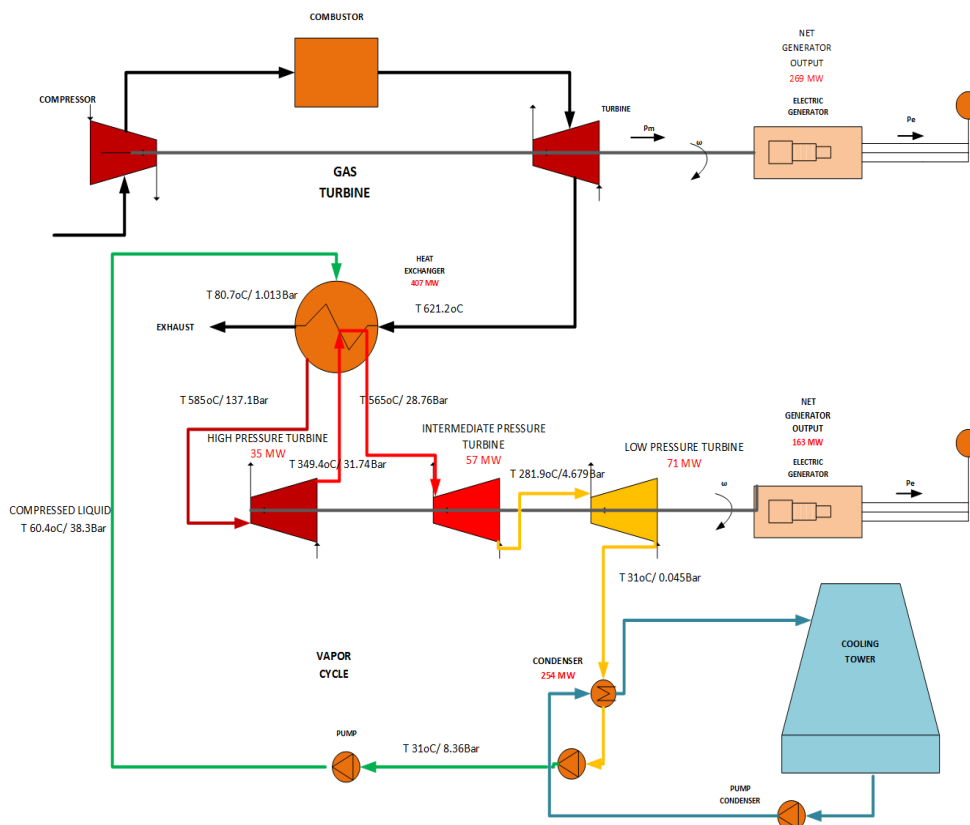 COMBUSTOR
NET
GENERATOR
OUTPUT
269 MW
COMPRESSOR
TURBINE
ELECTRIC
GENERATOR
Pm
ω
Pe
GAS
TURBINE
HEAT
EXCHANGER
407 MW
T 80.7oC/ 1.013Bar
T 621.2oC
EXHAUST
T 585oC/ 137.1Bar
T 565oC/ 28.76Bar
NET
GENERATOR
OUTPUT
163 MW
HIGH PRESSURE TURBINE
35 MW
INTERMEDIATE PRESSURE
TURBINE
57 MW
LOW PRESSURE TURBINE
71 MW
T 349.4oC/ 31.74Bar
T 281.9oC/4.679Bar
ELECTRIC
GENERATOR
ω
Pe
COMPRESSED LIQUID
T 60.4oC/ 38.3Bar
T 31oC/ 0.045Bar
VAPOR
CYCLE
CONDENSER
254 MW
COOLING
TOWER
PUMP
T 31oC/ 8.36Bar
PUMP
CONDENSER